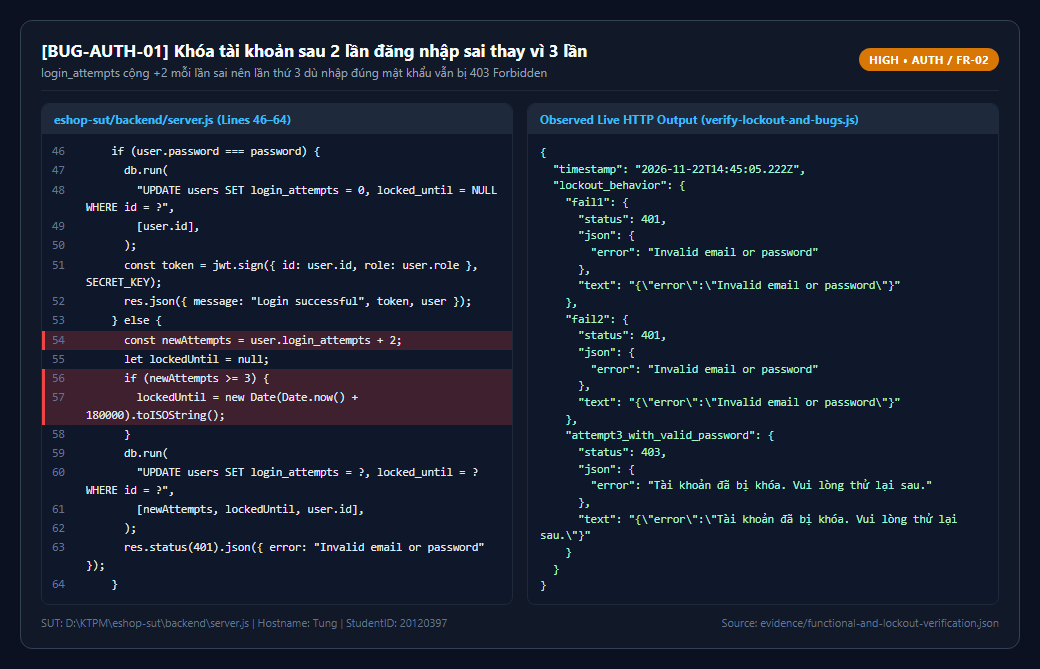 [BUG-AUTH-01] Khóa tài khoản sau 2 lần đăng nhập sai thay vì 3 lần
login_attempts cộng +2 mỗi lần sai nên lần thứ 3 dù nhập đúng mật khẩu vẫn bị 403 Forbidden
HIGH • AUTH / FR-02
eshop-sut/backend/server.js (Lines 46–64)
46 if (user.password === password) {
47 db.run(
48 "UPDATE users SET login_attempts = 0, locked_until = NULL
WHERE id = ?",
49 [user.id],
50 );
51 const token = jwt.sign({ id: user.id, role: user.role },
SECRET_KEY);
52 res.json({ message: "Login successful", token, user });
53 } else {
54 const newAttempts = user.login_attempts + 2;
55 let lockedUntil = null;
56 if (newAttempts >= 3) {
57 lockedUntil = new Date(Date.now() +
180000).toISOString();
58 }
59 db.run(
60 "UPDATE users SET login_attempts = ?, locked_until = ?
WHERE id = ?",
61 [newAttempts, lockedUntil, user.id],
62 );
63 res.status(401).json({ error: "Invalid email or password"
});
64 }
Observed Live HTTP Output (verify-lockout-and-bugs.js)
{
"timestamp": "2026-11-22T14:45:05.222Z",
"lockout_behavior": {
"fail1": {
"status": 401,
"json": {
"error": "Invalid email or password"
},
"text": "{\"error\":\"Invalid email or password\"}"
},
"fail2": {
"status": 401,
"json": {
"error": "Invalid email or password"
},
"text": "{\"error\":\"Invalid email or password\"}"
},
"attempt3_with_valid_password": {
"status": 403,
"json": {
"error": "Tài khoản đã bị khóa. Vui lòng thử lại sau."
},
"text": "{\"error\":\"Tài khoản đã bị khóa. Vui lòng thử lại
sau.\"}"
}
}
}
SUT: D:\KTPM\eshop-sut\backend\server.js | Hostname: Tung | StudentID: 20120397
Source: evidence/functional-and-lockout-verification.json